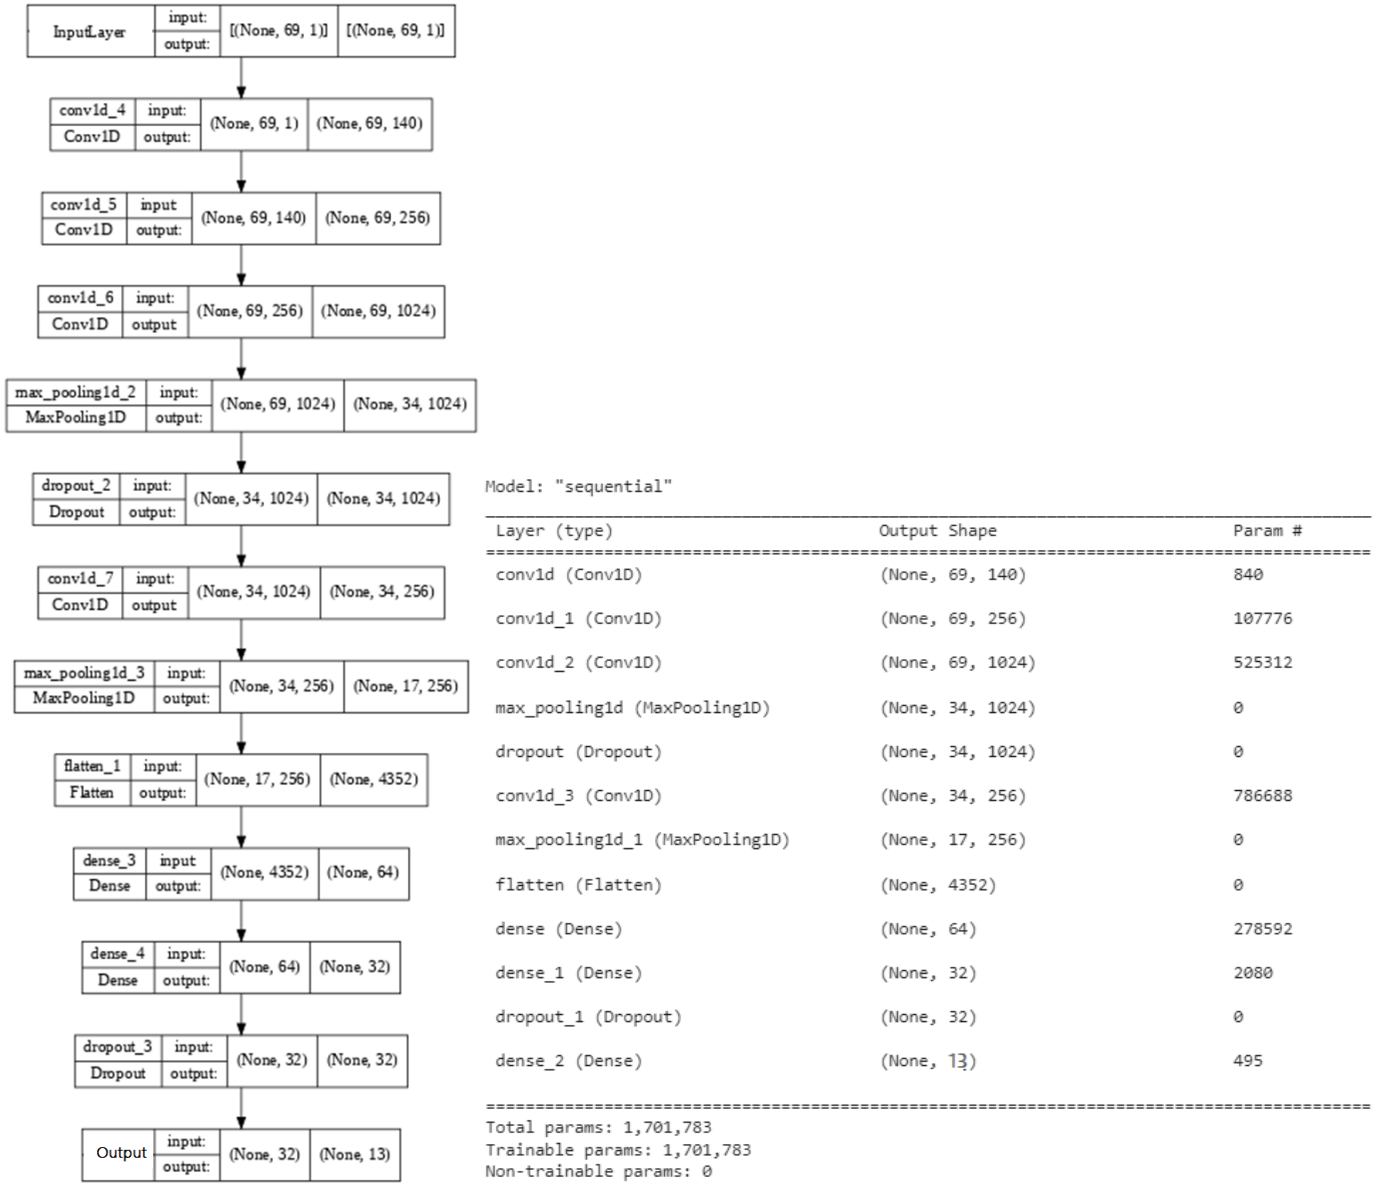 InputLayer input: [(None, 69, 1)] [(None, 69, 1)]
output:
conv1d_4 input: (None, 69, 1) (None, 69, 140)
Conv1D output:
conv1d_5 input (None, 69, 140) (None, 69, 256)
Conv1D output:
conv1d_6 input: (None, 69, 256) (None, 69, 1024)
Conv1D output
max_pooling1d_2 input: (None, 69, 1024) (None, 34, 1024)
MaxPooling1D output:
dropout_2 input: (None, 34, 1024) (None, 34, 1024)
Dropout output:
conv1d_7 input: (None, 34, 1024) (None, 34, 256)
Conv1D output
max_pooling1d_3 input: (None, 34, 256) (None, 17, 256)
MaxPooling1D output:
flatten_1 input: (None, 17, 256) (None, 4352)
Flatten output:
dense_3 input (None, 4352) (None, 64)
Dense output:
dense_4 input: (None, 64) (None, 32)
Dense output:
dropout_3 input: (None, 32) (None, 32)
Dropout output:
Output input: (None, 32) (None, 13)
output:
Model: "sequential"
Layer (type) Output Shape Param #
conv1d (Conv1D) (None, 69, 140) 840
conv1d_1 (Conv1D) (None, 69, 256) 107776
conv1d_2 (Conv1D) (None, 69, 1024) 525312
max_pooling1d (MaxPooling1D) (None, 34, 1024) 0
dropout (Dropout) (None, 34, 1024) 0
conv1d_3 (Conv1D) (None, 34, 256) 786688
max_pooling1d_1 (MaxPooling1D) (None, 17, 256) 0
flatten (Flatten) (None, 4352) 0
dense (Dense) (None, 64) 278592
dense_1 (Dense) (None, 32) 2080
dropout_1 (Dropout) (None, 32) 0
dense_2 (Dense) (None, 13) 495
Total params: 1,701,783
Trainable params: 1,701,783
Non-trainable params: 0